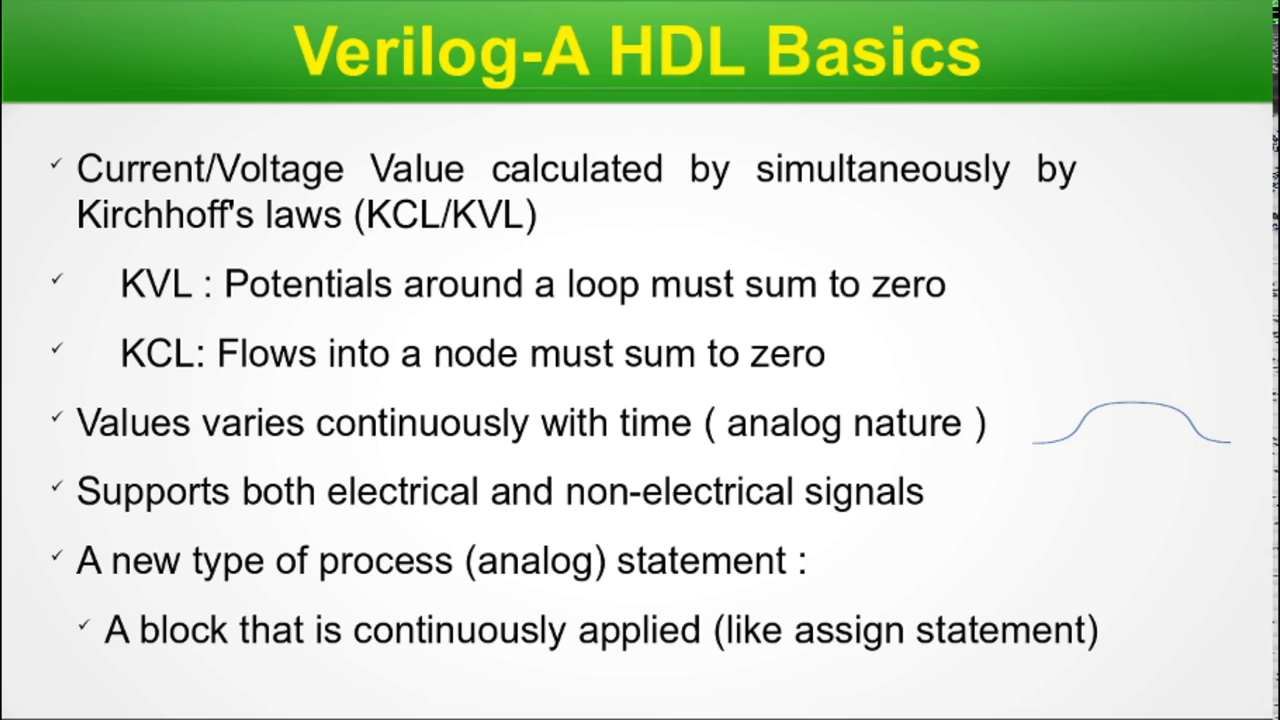 Verilog-A HDL Basics
Current/Voltage Value calculated by simultaneously by
Kirchhoff's laws (KCL/KVL)
KVL : Potentials around a loop must sum to zero
KCL: Flows into a node must sum to zero
Values varies continuously with time ( analog nature )
Supports both electrical and non-electrical signals
A new type of process (analog) statement :
A block that is continuously applied (like assign statement)